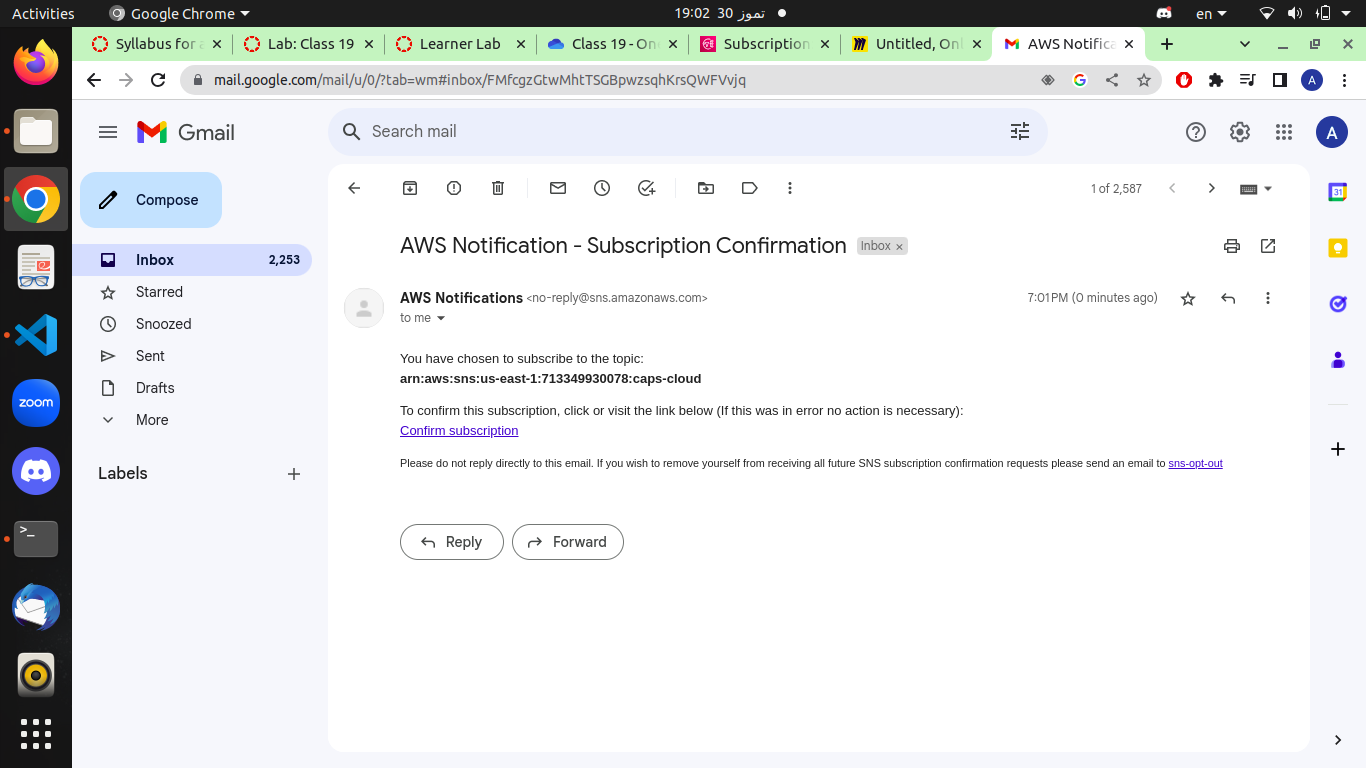 Activities
Google Chrome
19:02 30 تموز
en
Syllabus for a
Lab: Class 19
Learner Lab
Class 19 - On
Subscription
Untitled, Onl
AWS Notifica
mail.google.com/mail/u/0/?tab=wm#inbox/FMfcgzGtwMhtTSGBpwzsqhKrsQWFVvjq
A
Gmail
Search mail
A
Compose
1 of 2,587
31
AWS Notification - Subscription Confirmation
Inbox ×
Inbox 2,253
Starred
Snoozed
Sent
Drafts
More
Labels
AWS Notifications <no-reply@sns.amazonaws.com>
7:01 PM (0 minutes ago)
to me
You have chosen to subscribe to the topic:
arn:aws:sns:us-east-1:713349930078:caps-cloud
To confirm this subscription, click or visit the link below (If this was in error no action is necessary):
Confirm subscription
Please do not reply directly to this email. If you wish to remove yourself from receiving all future SNS subscription confirmation requests please send an email to sns-opt-out
Reply
Forward
zoom
>_